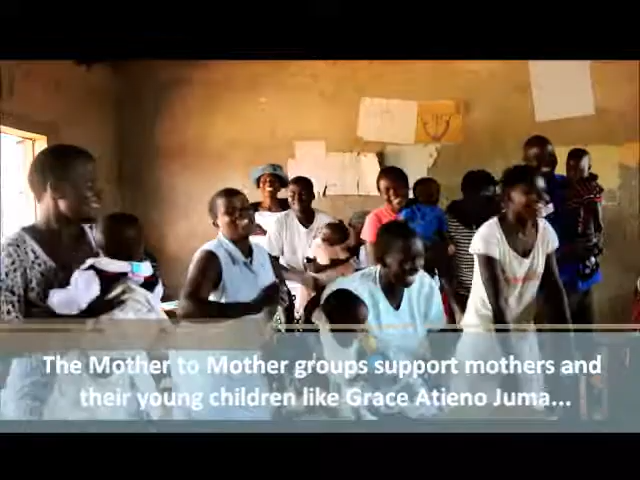 The Mother to Mother groups support mothers and
their young children like Grace Atieno Juma...